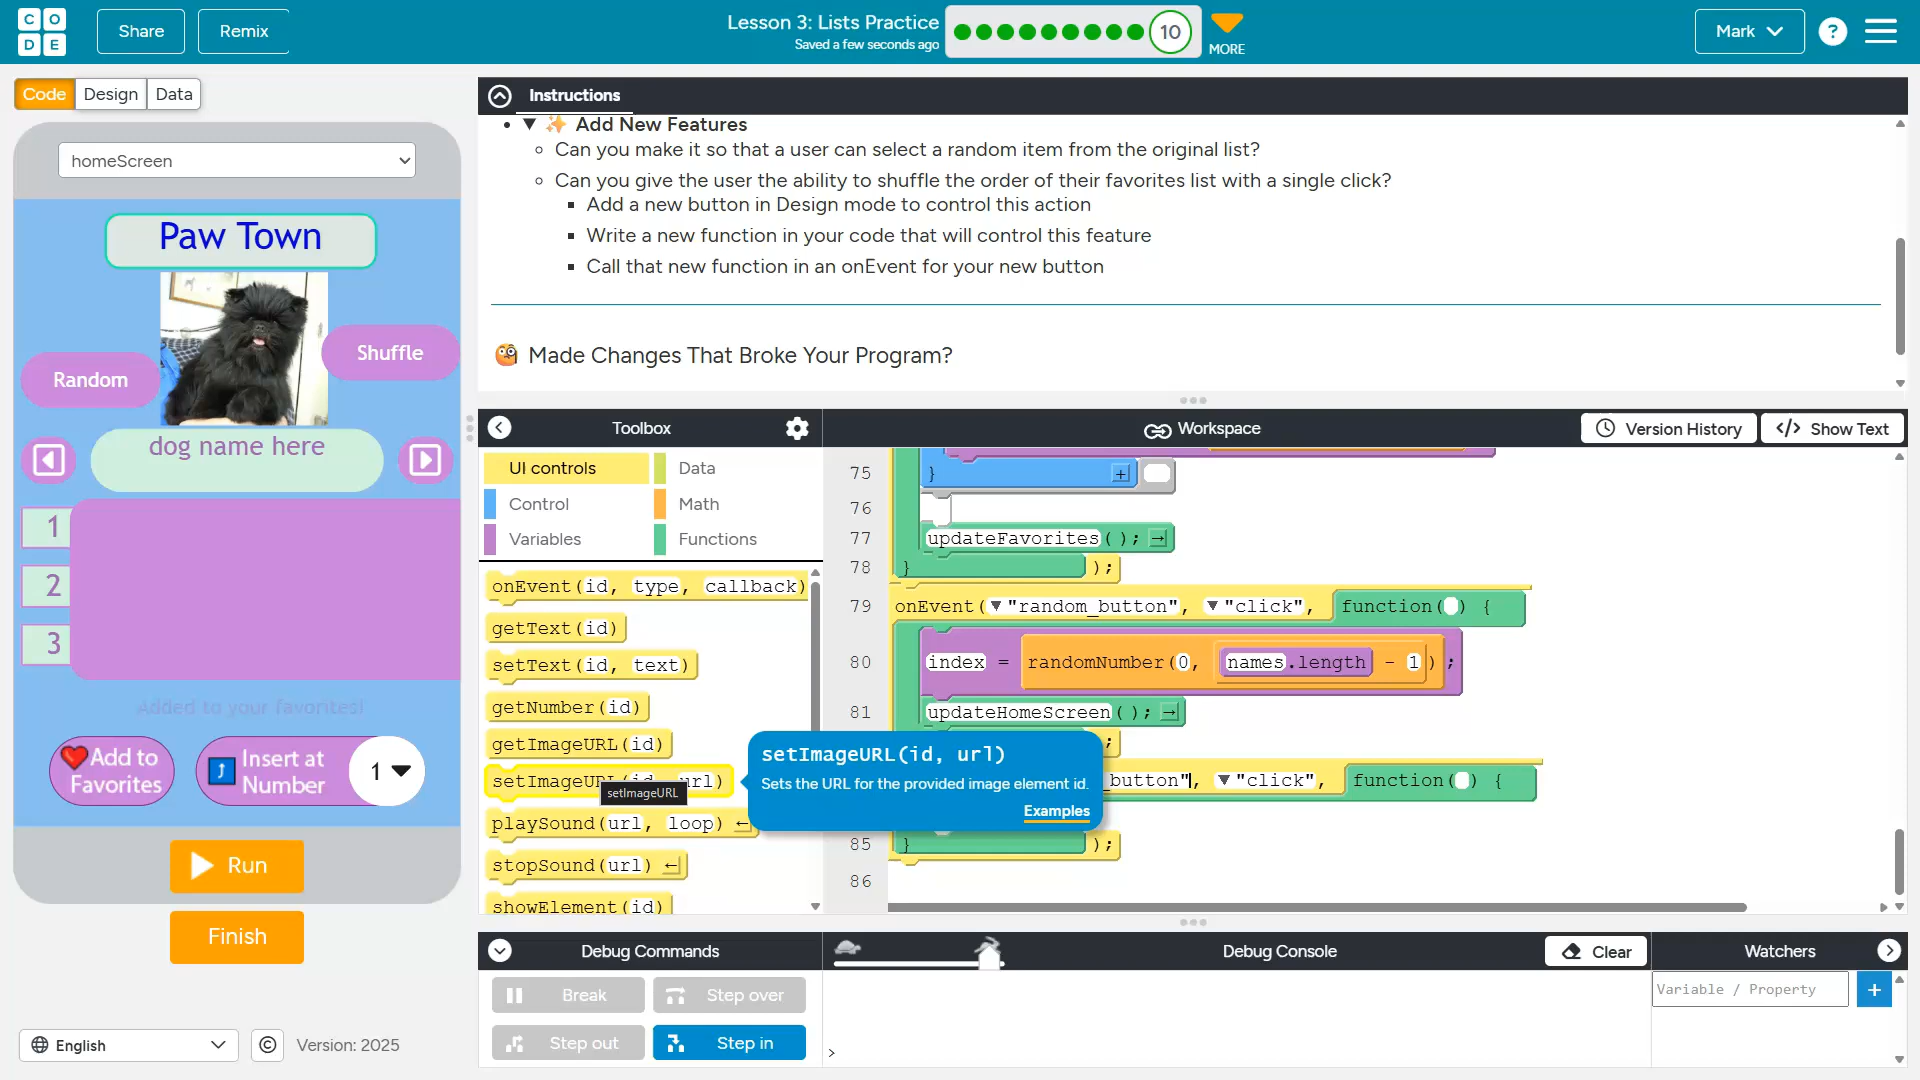 CODE
Share
Remix
Lesson 3: Lists Practice
Saved a few seconds ago
10
MORE
Mark
?
Code
Design
Data
homeScreen
Paw Town
Random
Shuffle
dog name here
1
2
3
Added to your favorites!
Add to Favorites
Insert at Number
1
Run
Finish
English
©
Version: 2025
Instructions
✨ Add New Features
Can you make it so that a user can select a random item from the original list?
Can you give the user the ability to shuffle the order of their favorites list with a single click?
Add a new button in Design mode to control this action
Write a new function in your code that will control this feature
Call that new function in an onEvent for your new button
🧐 Made Changes That Broke Your Program?
Toolbox
Workspace
Version History
</> Show Text
UI controls
Data
Control
Math
Variables
Functions
onEvent(id, type, callback)
getText(id)
setText(id, text)
getNumber(id)
getImageURL(id)
setImageURL(id, url)
setImageURL
playSound(url, loop)
stopSound(url)
showElement(id)
setImageURL(id, url)
Sets the URL for the provided image element id.
Examples
75 } +
76
77 updateFavorites();
78 } );
79 onEvent("random_button", "click", function() {
80 index = randomNumber(0, names.length - 1);
81 updateHomeScreen();
);
_button", "click", function() {
85 } );
86
Debug Commands
Debug Console
Clear
Watchers
Break
Step over
Step out
Step in
>
Variable / Property
+